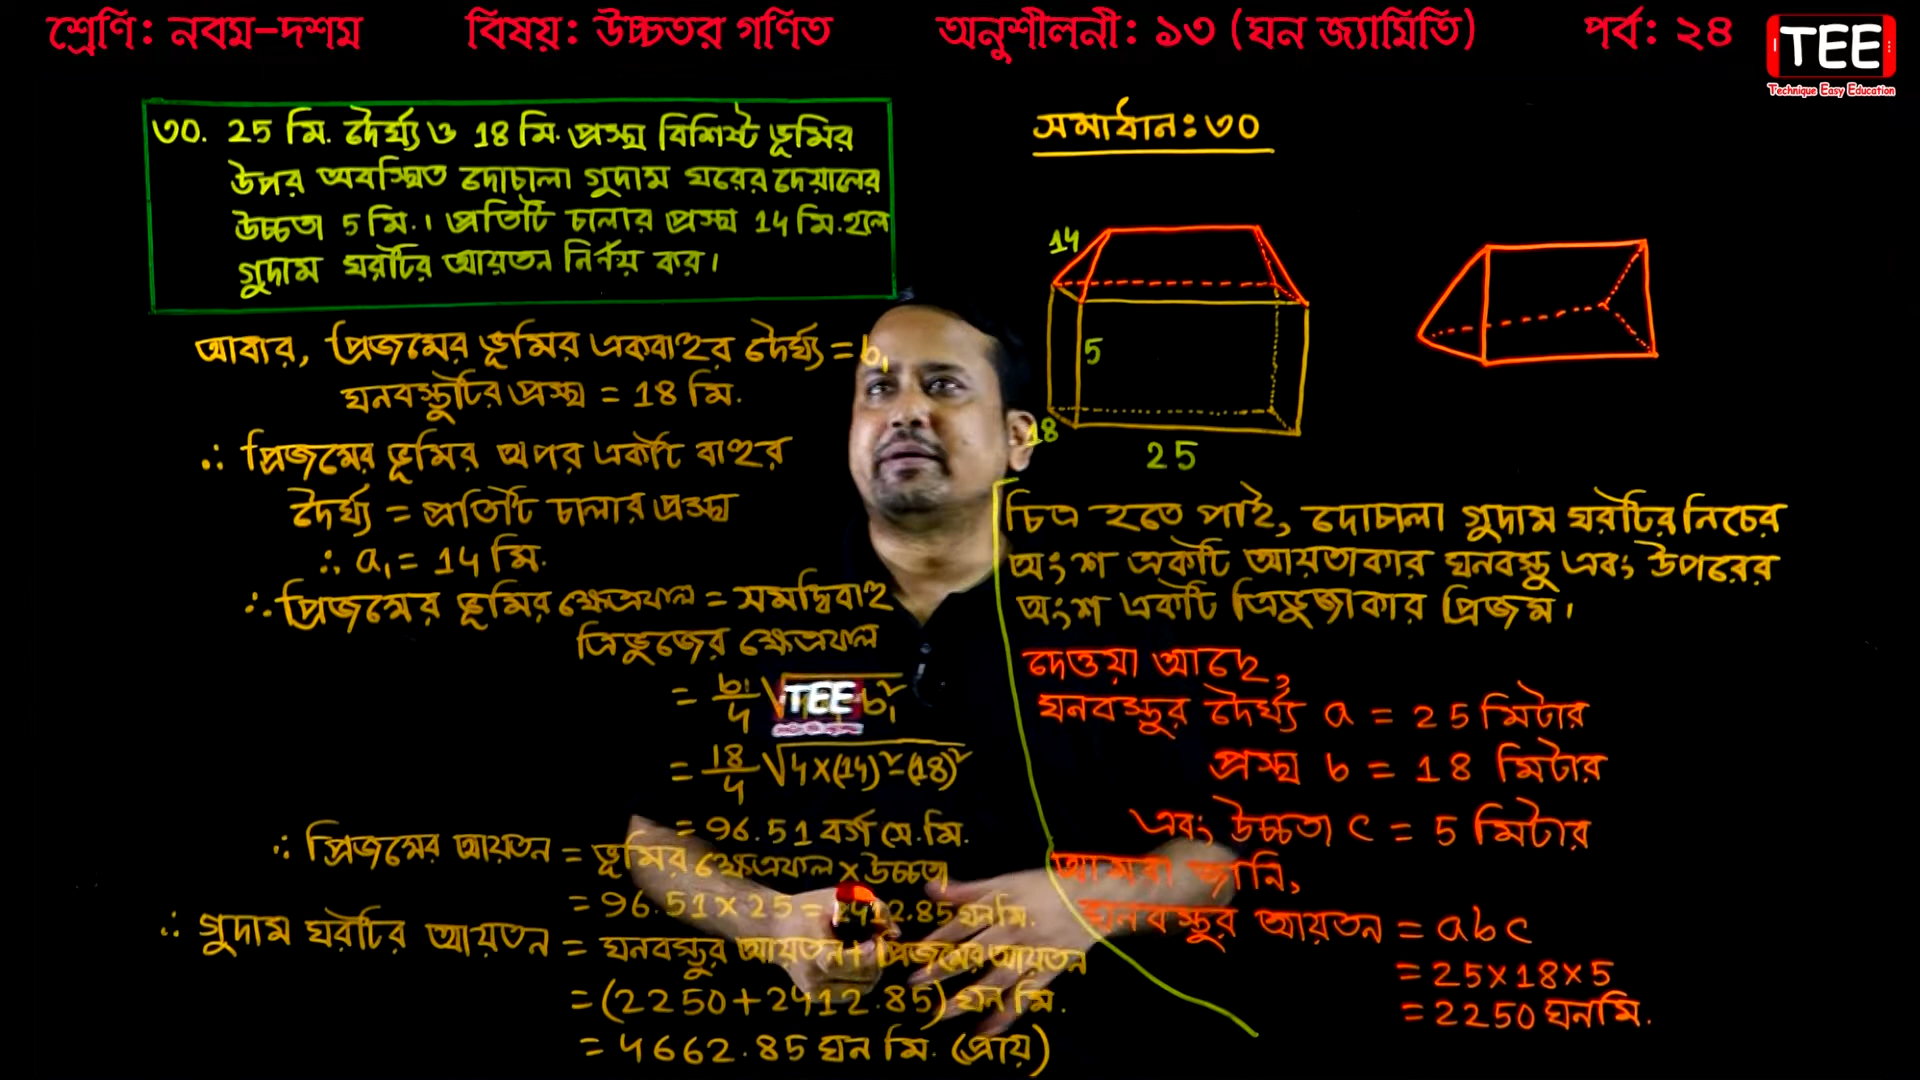 শ্রেণি: নবম-দশম বিষয়: উচ্চতর গণিত অনুশীলনী: ১৩ (ঘন জ্যামিতি) পর্ব: ২৪
TEE
Technique Easy Education
৩০. 25 মি. দৈর্ঘ্য ও 18 মি. প্রস্থ বিশিষ্ট ভূমির
উপর অবস্থিত দোচালা গুদাম ঘরের দেয়ালের
উচ্চতা 5 মি.। প্রতিটি চালার প্রস্থ 14 মি. হলে
গুদাম ঘরটির আয়তন নির্ণয় কর।
আবার, প্রিজমের ভূমির একবাহুর দৈর্ঘ্য = b₁
ঘনবস্তুটির প্রস্থ = 18 মি.
∴ প্রিজমের ভূমির অপর একটি বাহুর
দৈর্ঘ্য = প্রতিটি চালার প্রস্থ
∴ a₁ = 14 মি.
∴ প্রিজমের ভূমির ক্ষেত্রফল = সমদ্বিবাহু
ত্রিভুজের ক্ষেত্রফল
= b₁/4 √ b₁²
TEE
= 18/4 √4×(14)²-(18)²
= 96.51 বর্গ সে.মি.
∴ প্রিজমের আয়তন = ভূমির ক্ষেত্রফল × উচ্চতা
= 96.51×25 = 2412.85 ঘন মি.
∴ গুদাম ঘরটির আয়তন = ঘনবস্তুর আয়তন + প্রিজমের আয়তন
= (2250+2412.85) ঘন মি.
= 4662.85 ঘন মি. (প্রায়)
সমাধান: ৩০
14
5
18
25
চিত্র হতে পাই, দোচালা গুদাম ঘরটির নিচের
অংশ একটি আয়তাকার ঘনবস্তু এবং উপরের
অংশ একটি ত্রিভুজাকার প্রিজম।
দেওয়া আছে,
ঘনবস্তুর দৈর্ঘ্য a = 25 মিটার
প্রস্থ b = 18 মিটার
এবং উচ্চতা c = 5 মিটার
আমরা জানি,
ঘনবস্তুর আয়তন = abc
= 25×18×5
= 2250 ঘনমি.